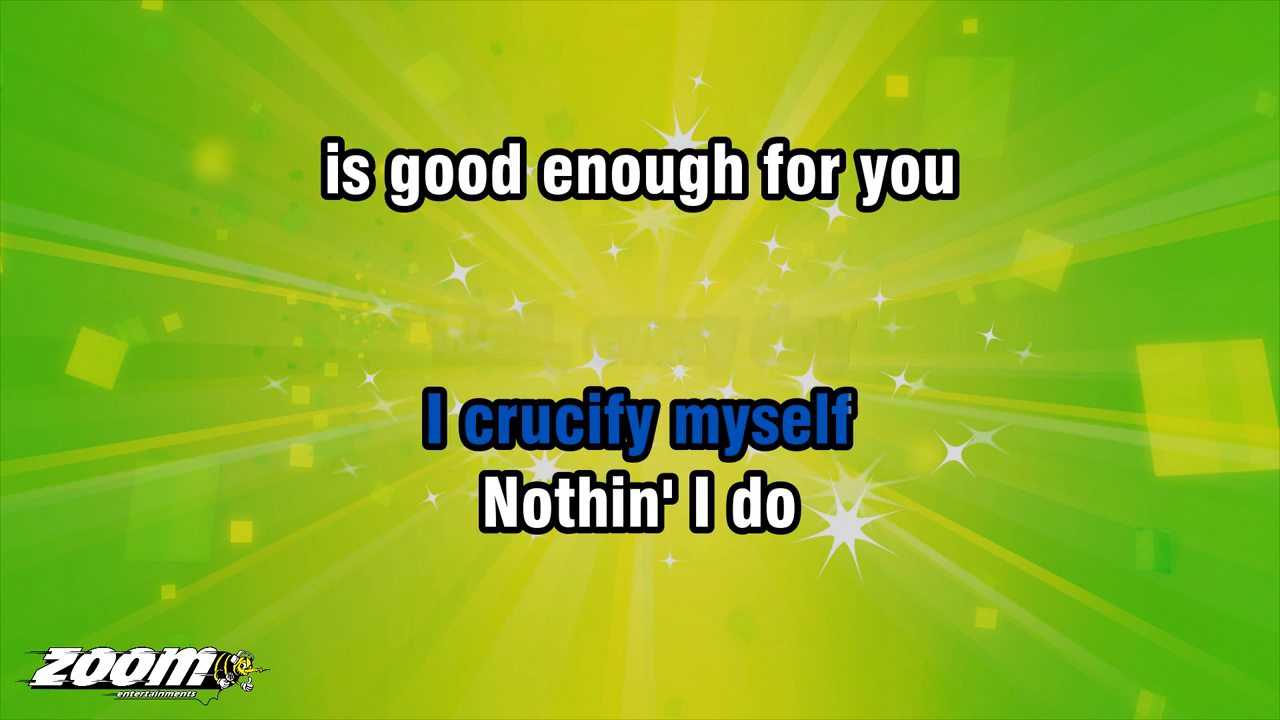 is good enough for you
I crucify myself
Nothin' I do
ZOOM
entertainments